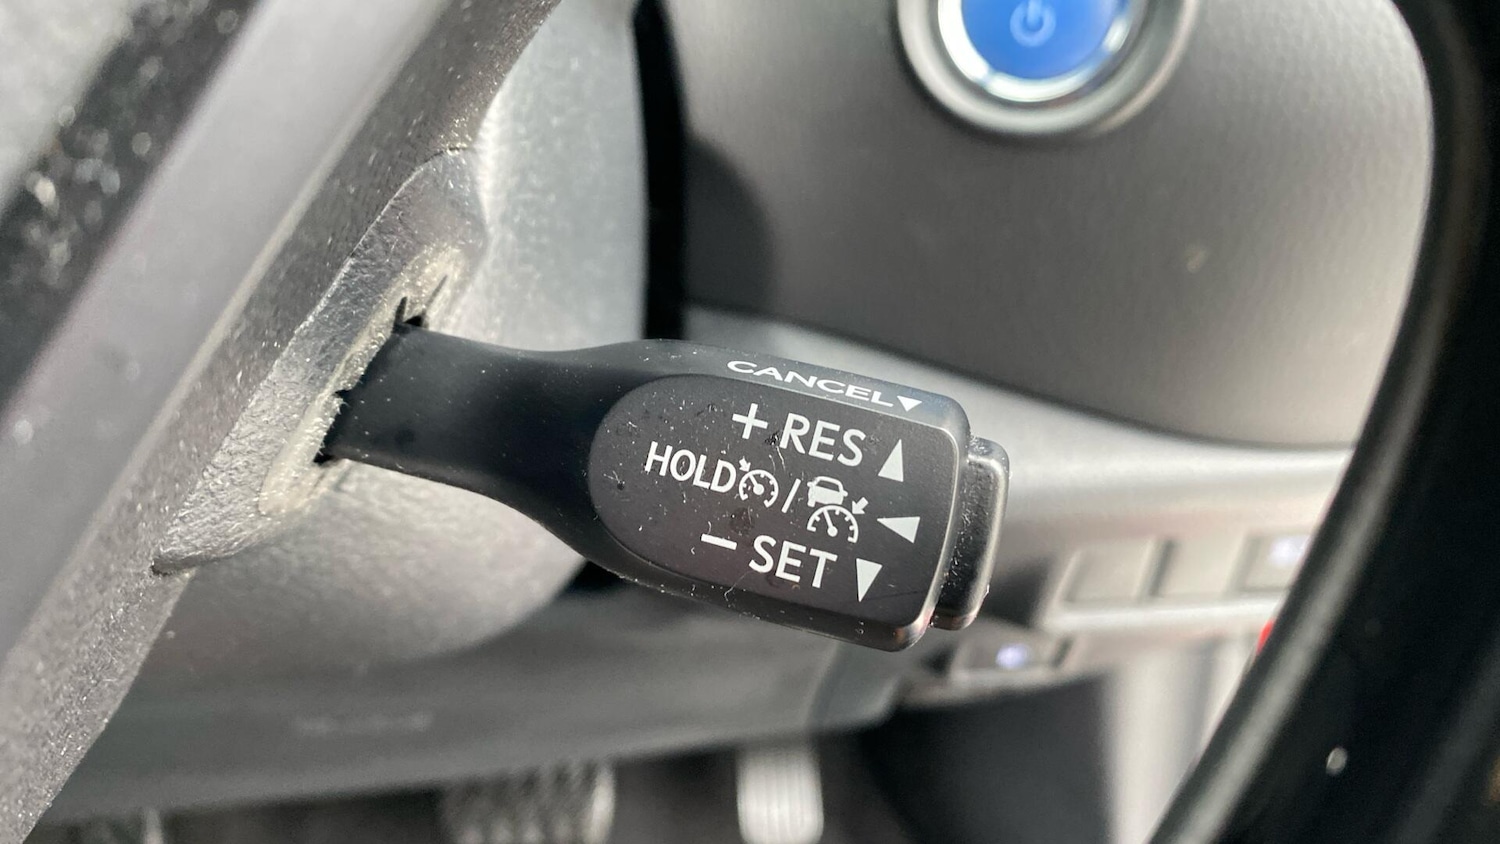 CANCEL▼
+ RES ▲
HOLD /
− SET ▼